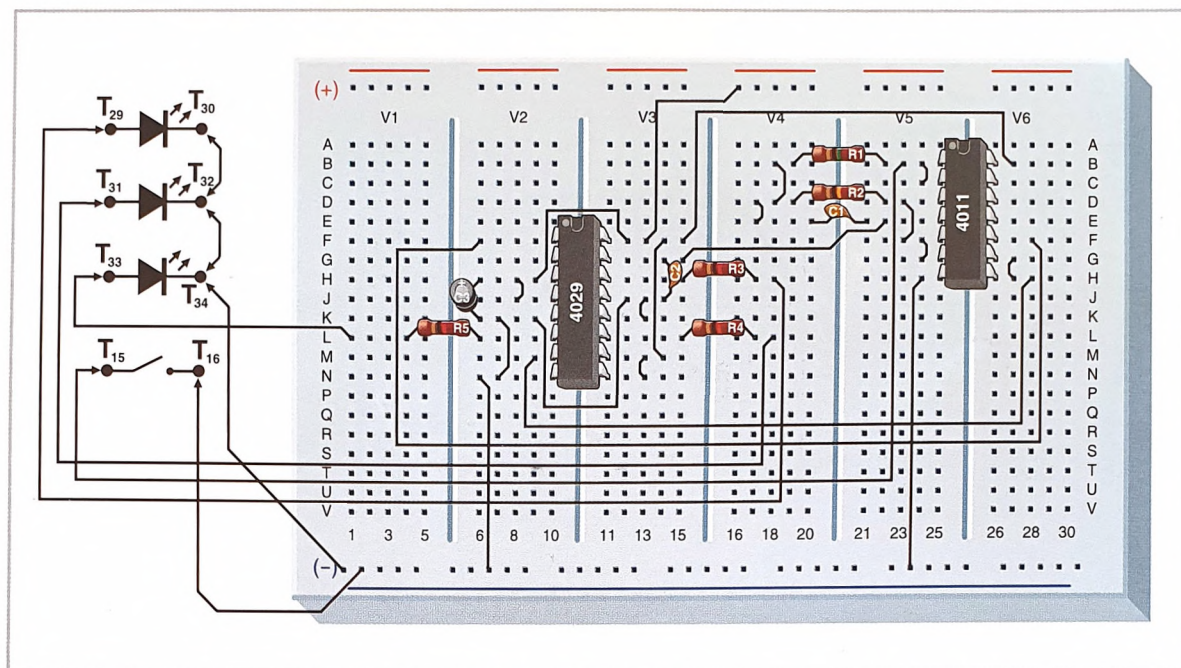 (+)
V1 V2 V3 V4 V5 V6
T29 T30
T31 T32
T33 T34
T15 T16
A A
B B
C C
D D
E E
F F
G G
H H
J J
K K
L L
M M
N N
P P
Q Q
R R
S S
T T
U U
V V
R1
R2
C1
C2
R3
C3
R5
R4
4029
4011
1 3 5 6 8 10 11 13 15 16 18 20 21 23 25 26 28 30
(−)